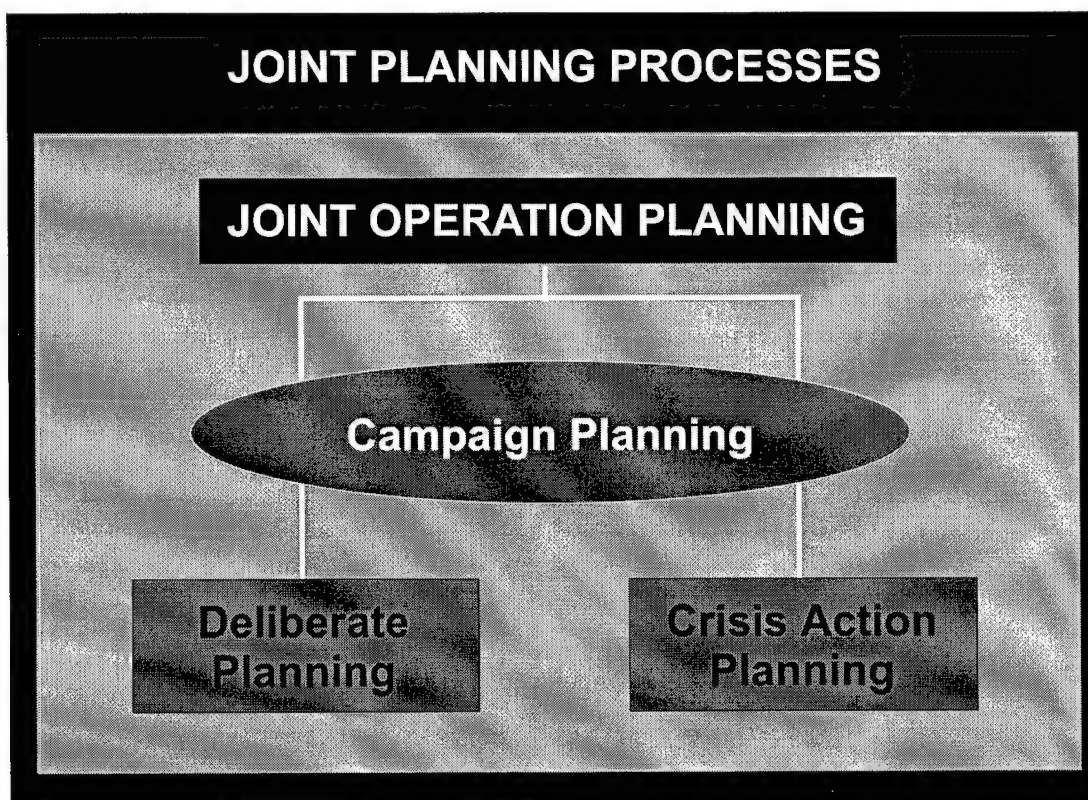 JOINT PLANNING PROCESSES
JOINT OPERATION PLANNING
Campaign Planning
Deliberate
Planning
Crisis Action
Planning